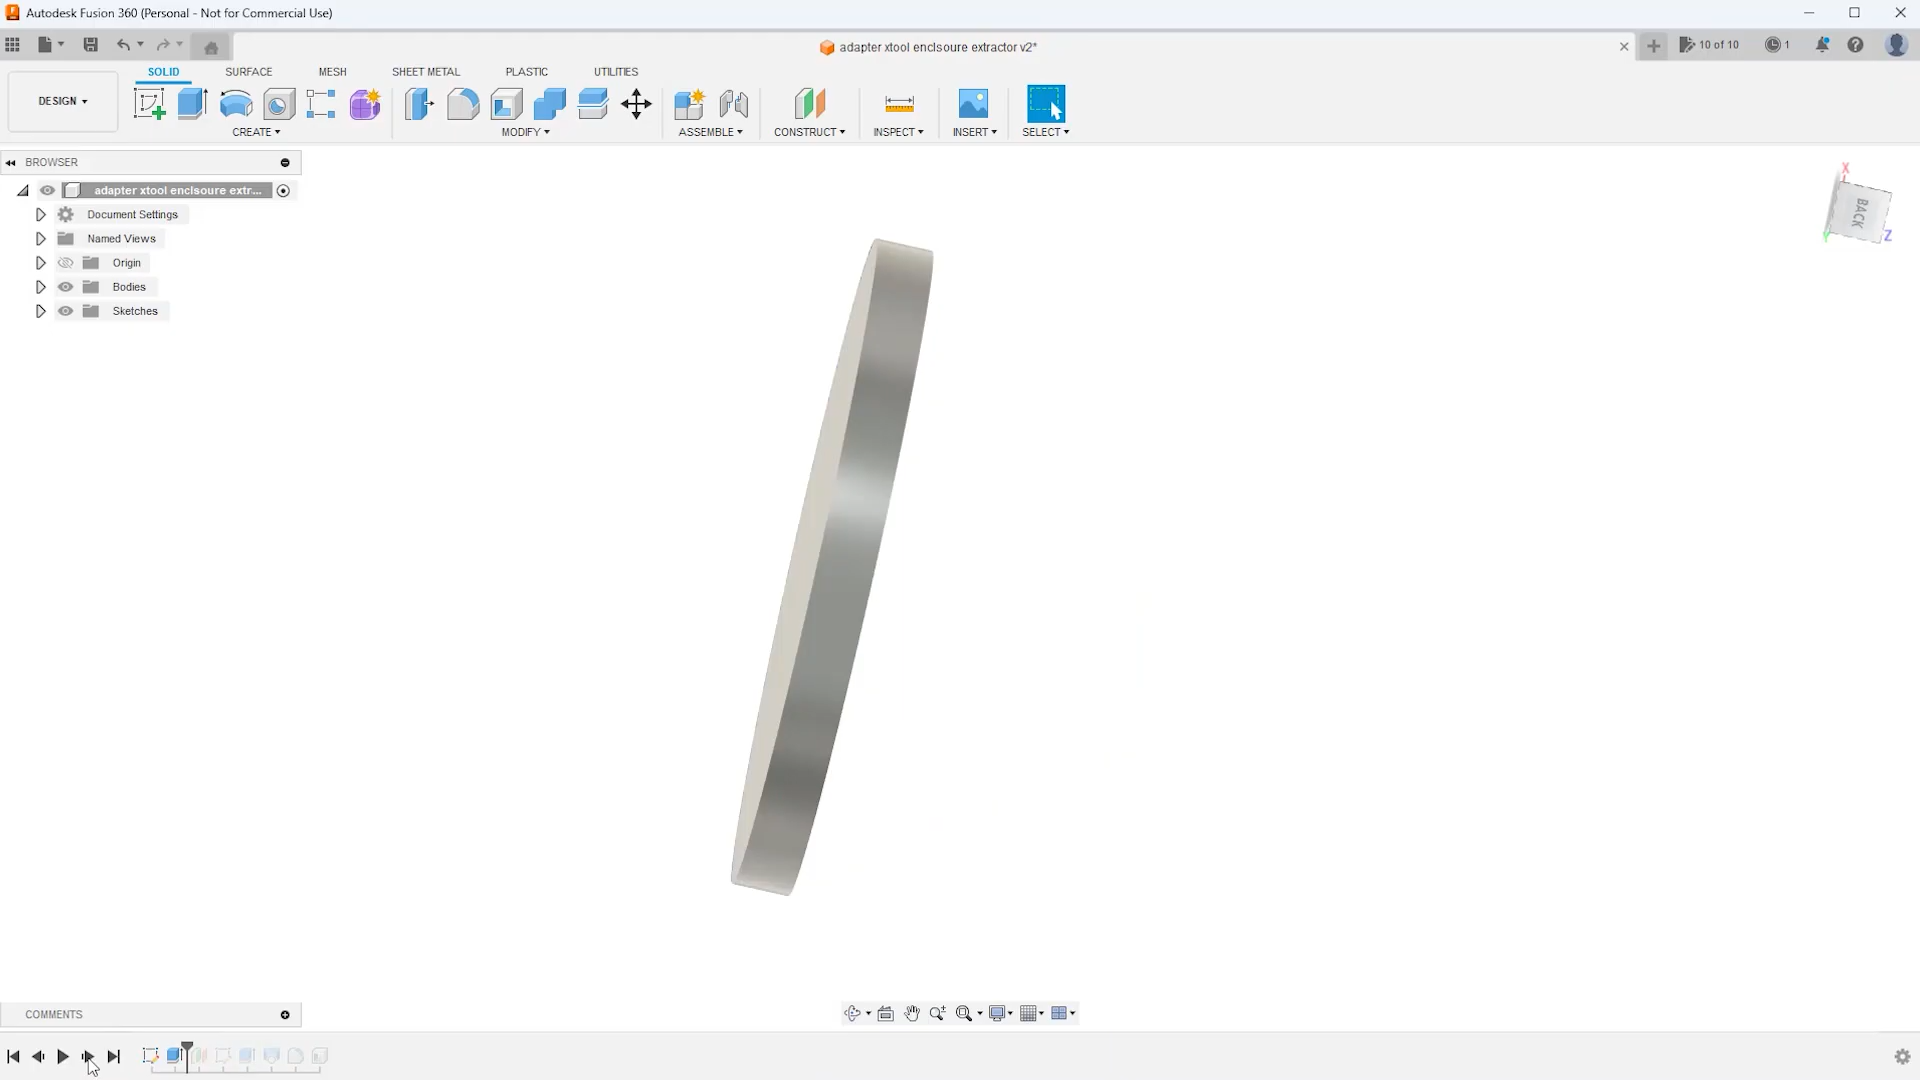 Autodesk Fusion 360 (Personal - Not for Commercial Use)
adapter xtool enclsoure extractor v2*
10 of 10
1
DESIGN
SOLID
SURFACE
MESH
SHEET METAL
PLASTIC
UTILITIES
CREATE
MODIFY
ASSEMBLE
CONSTRUCT
INSPECT
INSERT
SELECT
BROWSER
adapter xtool enclsoure extr...
Document Settings
Named Views
Origin
Bodies
Sketches
X
BACK
Y
Z
COMMENTS